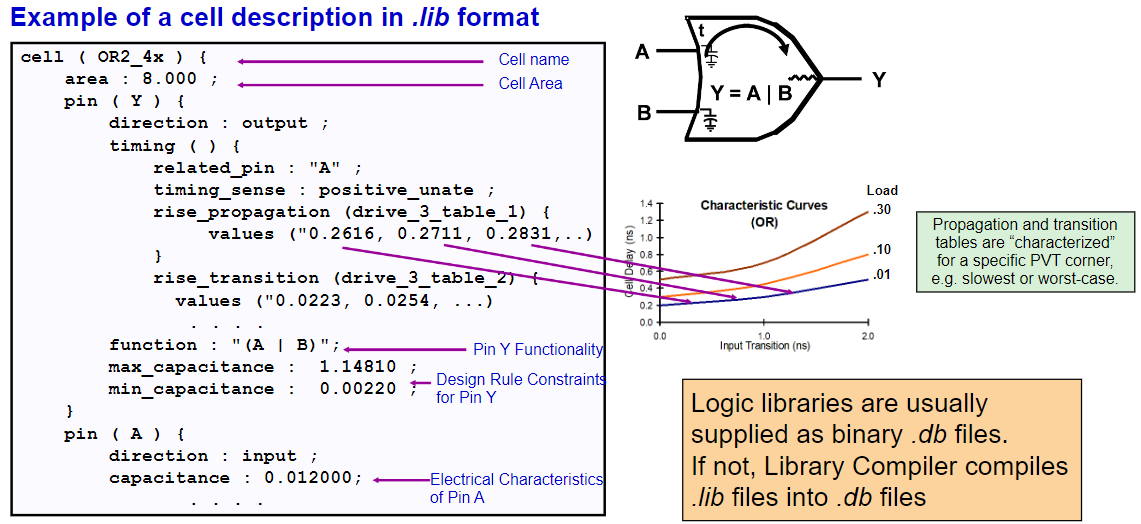 Example of a cell description in .lib format
cell ( OR2_4x ) {
Cell name
area : 8.000 ;
Cell Area
pin ( Y ) {
direction : output ;
timing ( ) {
related_pin : "A" ;
timing_sense : positive_unate ;
rise_propagation (drive_3_table_1) {
values ("0.2616, 0.2711, 0.2831,..)
}
rise_transition (drive_3_table_2) {
values ("0.0223, 0.0254, ...)
. . . .
function : "(A | B)";
Pin Y Functionality
max_capacitance : 1.14810 ;
min_capacitance : 0.00220 ;
Design Rule Constraints
for Pin Y
}
pin ( A ) {
direction : input ;
capacitance : 0.012000;
Electrical Characteristics
of Pin A
. . . .
t
A
Y
Y = A | B
B
Load
Characteristic Curves
(OR)
.30
.10
.01
Cell Delay (ns)
1.4
1.2
1.0
0.8
0.6
0.4
0.2
0.0
0.0
1.0
2.0
Input Transition (ns)
Propagation and transition
tables are “characterized”
for a specific PVT corner,
e.g. slowest or worst-case.
Logic libraries are usually
supplied as binary .db files.
If not, Library Compiler compiles
.lib files into .db files